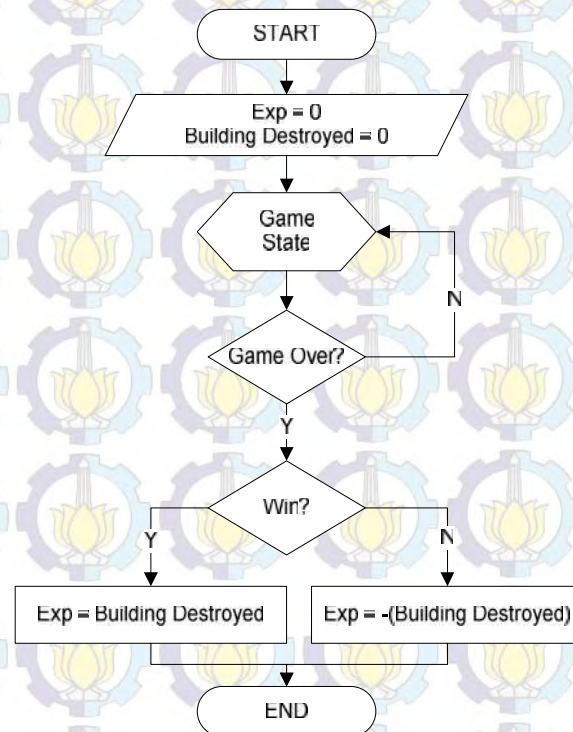 START
Exp = 0
Building Destroyed = 0
Game
State
N
Game Over?
Y
Win?
Y
N
Exp = Building Destroyed
Exp = -(Building Destroyed)
END